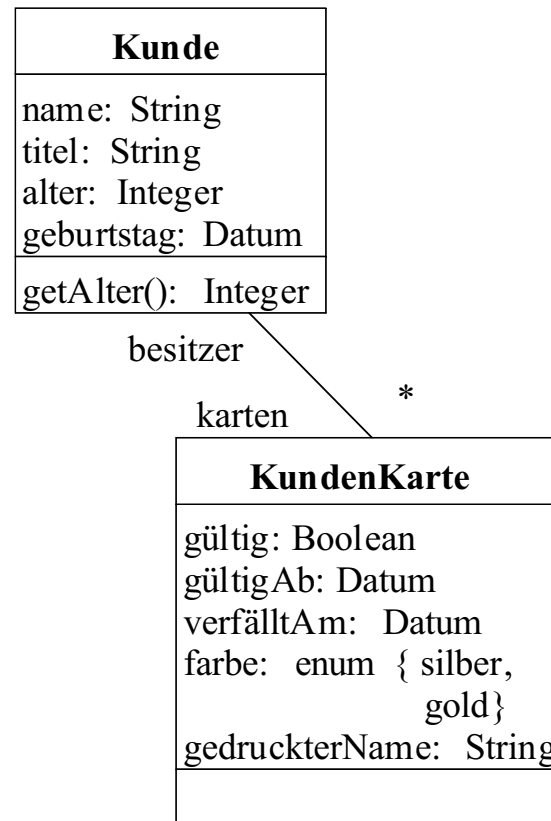 Kunde
name: String
titel: String
alter: Integer
geburtstag: Datum
getAlter(): Integer
besitzer
*
karten
KundenKarte
gültig: Boolean
gültigAb: Datum
verfälltAm: Datum
farbe: enum { silber,
gold}
gedruckterName: String